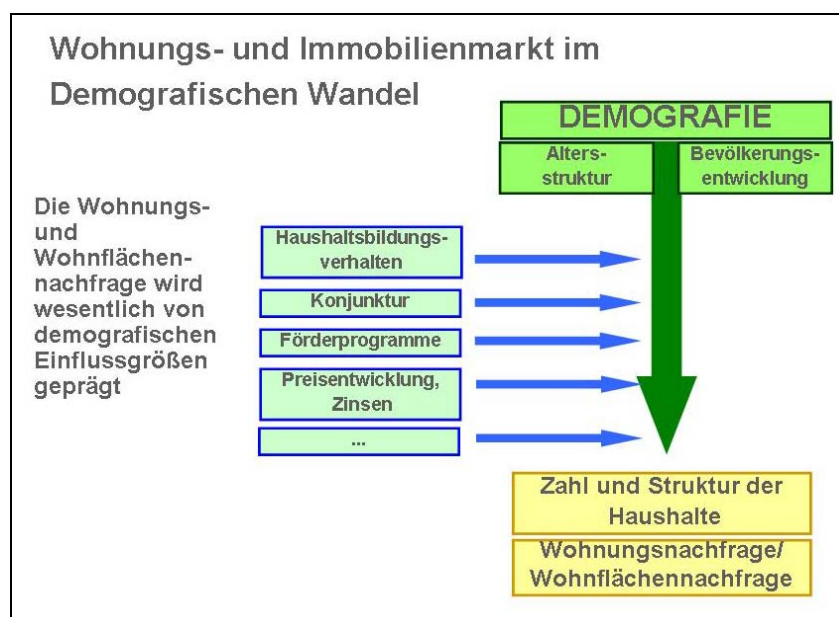 Wohnungs- und Immobilienmarkt im
Demografischen Wandel
DEMOGRAFIE
Alters-
struktur
Bevölkerungs-
entwicklung
Die Wohnungs-
und
Wohnflächen-
nachfrage wird
wesentlich von
demografischen
Einflussgrößen
geprägt
Haushaltsbildungs-
verhalten
Konjunktur
Förderprogramme
Preisentwicklung,
Zinsen
...
Zahl und Struktur der
Haushalte
Wohnungsnachfrage/
Wohnflächennachfrage